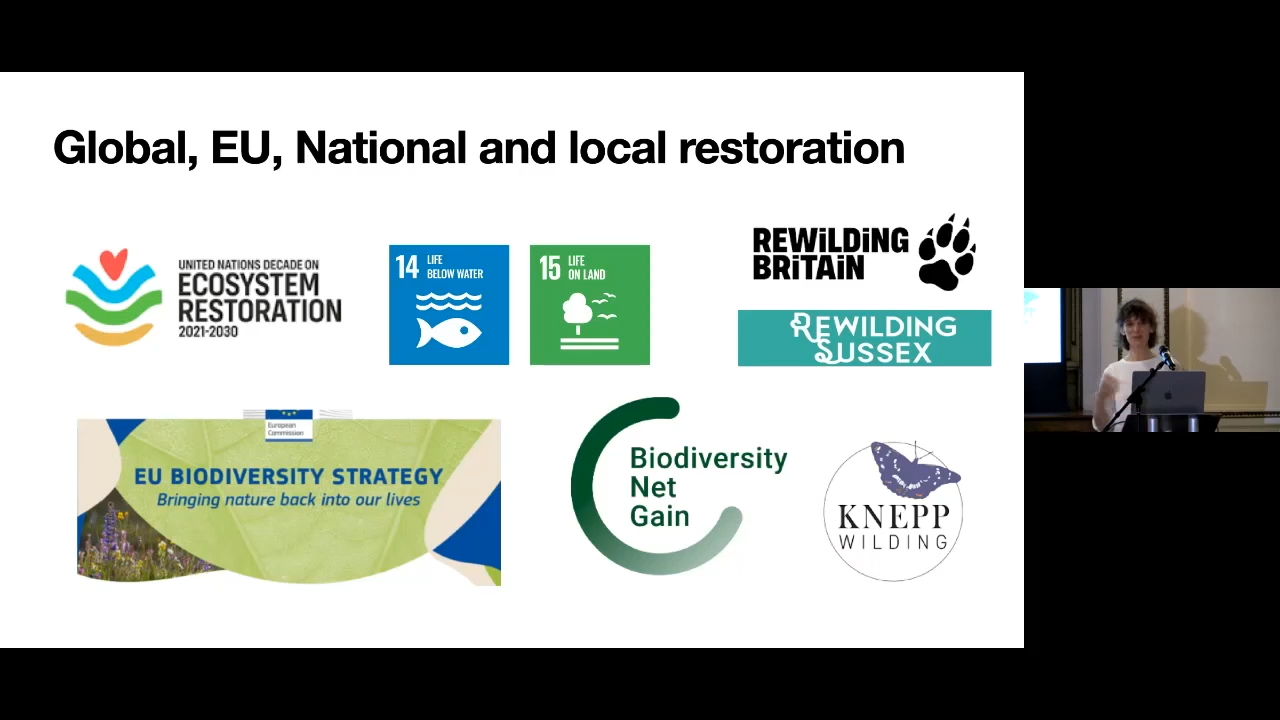 Global, EU, National and local restoration
UNITED NATIONS DECADE ON
ECOSYSTEM
RESTORATION
2021-2030
14 LIFE
BELOW WATER
15 LIFE
ON LAND
REWiLDiNG
BRiTAiN
REWILDING
SUSSEX
European
Commission
EU BIODIVERSITY STRATEGY
Bringing nature back into our lives
Biodiversity
Net
Gain
KNEPP
WILDING